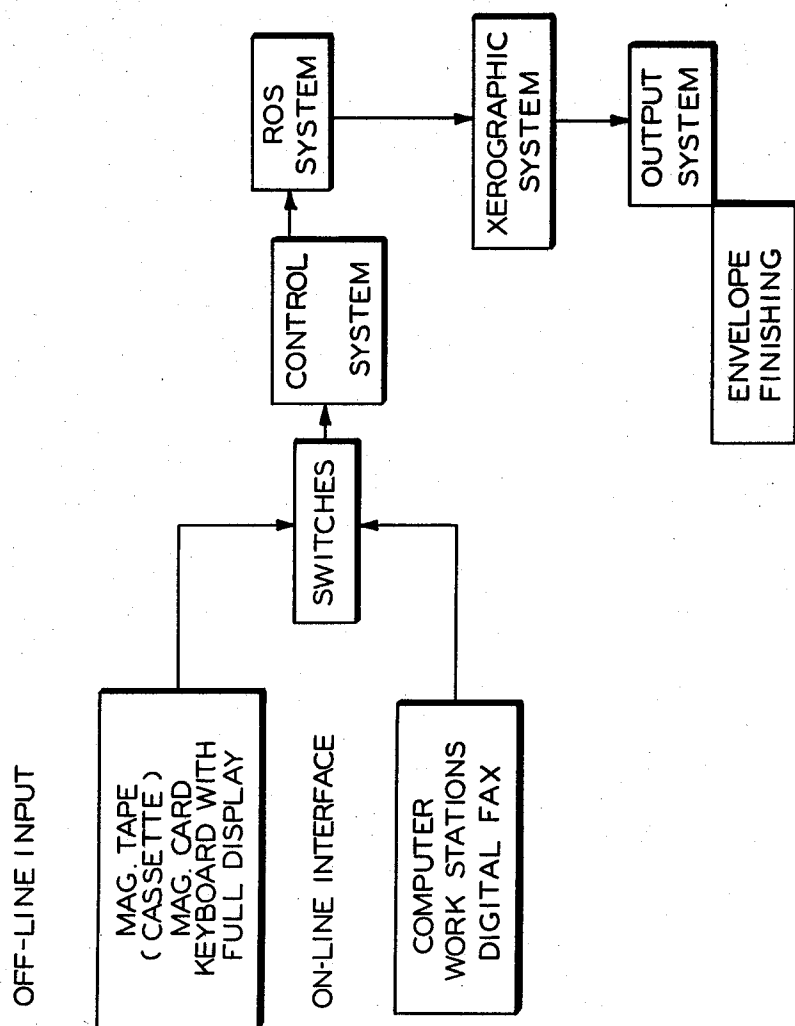 OFF-LINE INPUT
MAG. TAPE
(CASSETTE)
MAG. CARD
KEYBOARD WITH
FULL DISPLAY
ON-LINE INTERFACE
COMPUTER
WORK STATIONS
DIGITAL FAX
SWITCHES
CONTROL
SYSTEM
ROS
SYSTEM
XEROGRAPHIC
SYSTEM
OUTPUT
SYSTEM
ENVELOPE
FINISHING